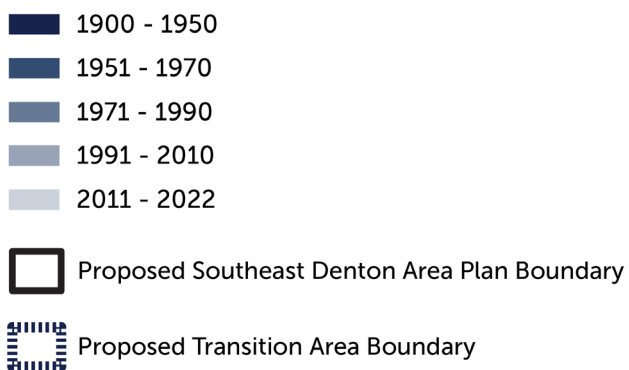 1900 - 1950
1951 - 1970
1971 - 1990
1991 - 2010
2011 - 2022
Proposed Southeast Denton Area Plan Boundary
Proposed Transition Area Boundary